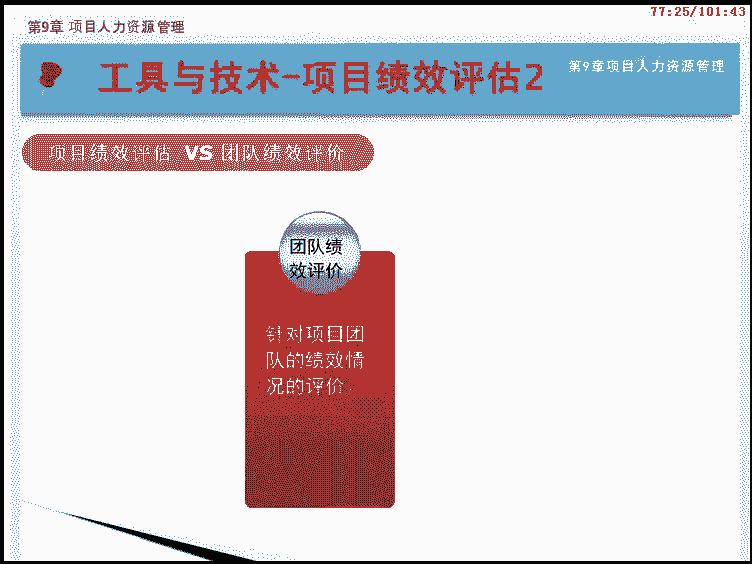 77:25/101:43
第9章 项目人力资源管理
工具与技术-项目绩效评估2
第9章项目人力资源管理
项目绩效评估 VS 团队绩效评价
团队绩
效评价
针对项目团
队的绩效情
况的评价